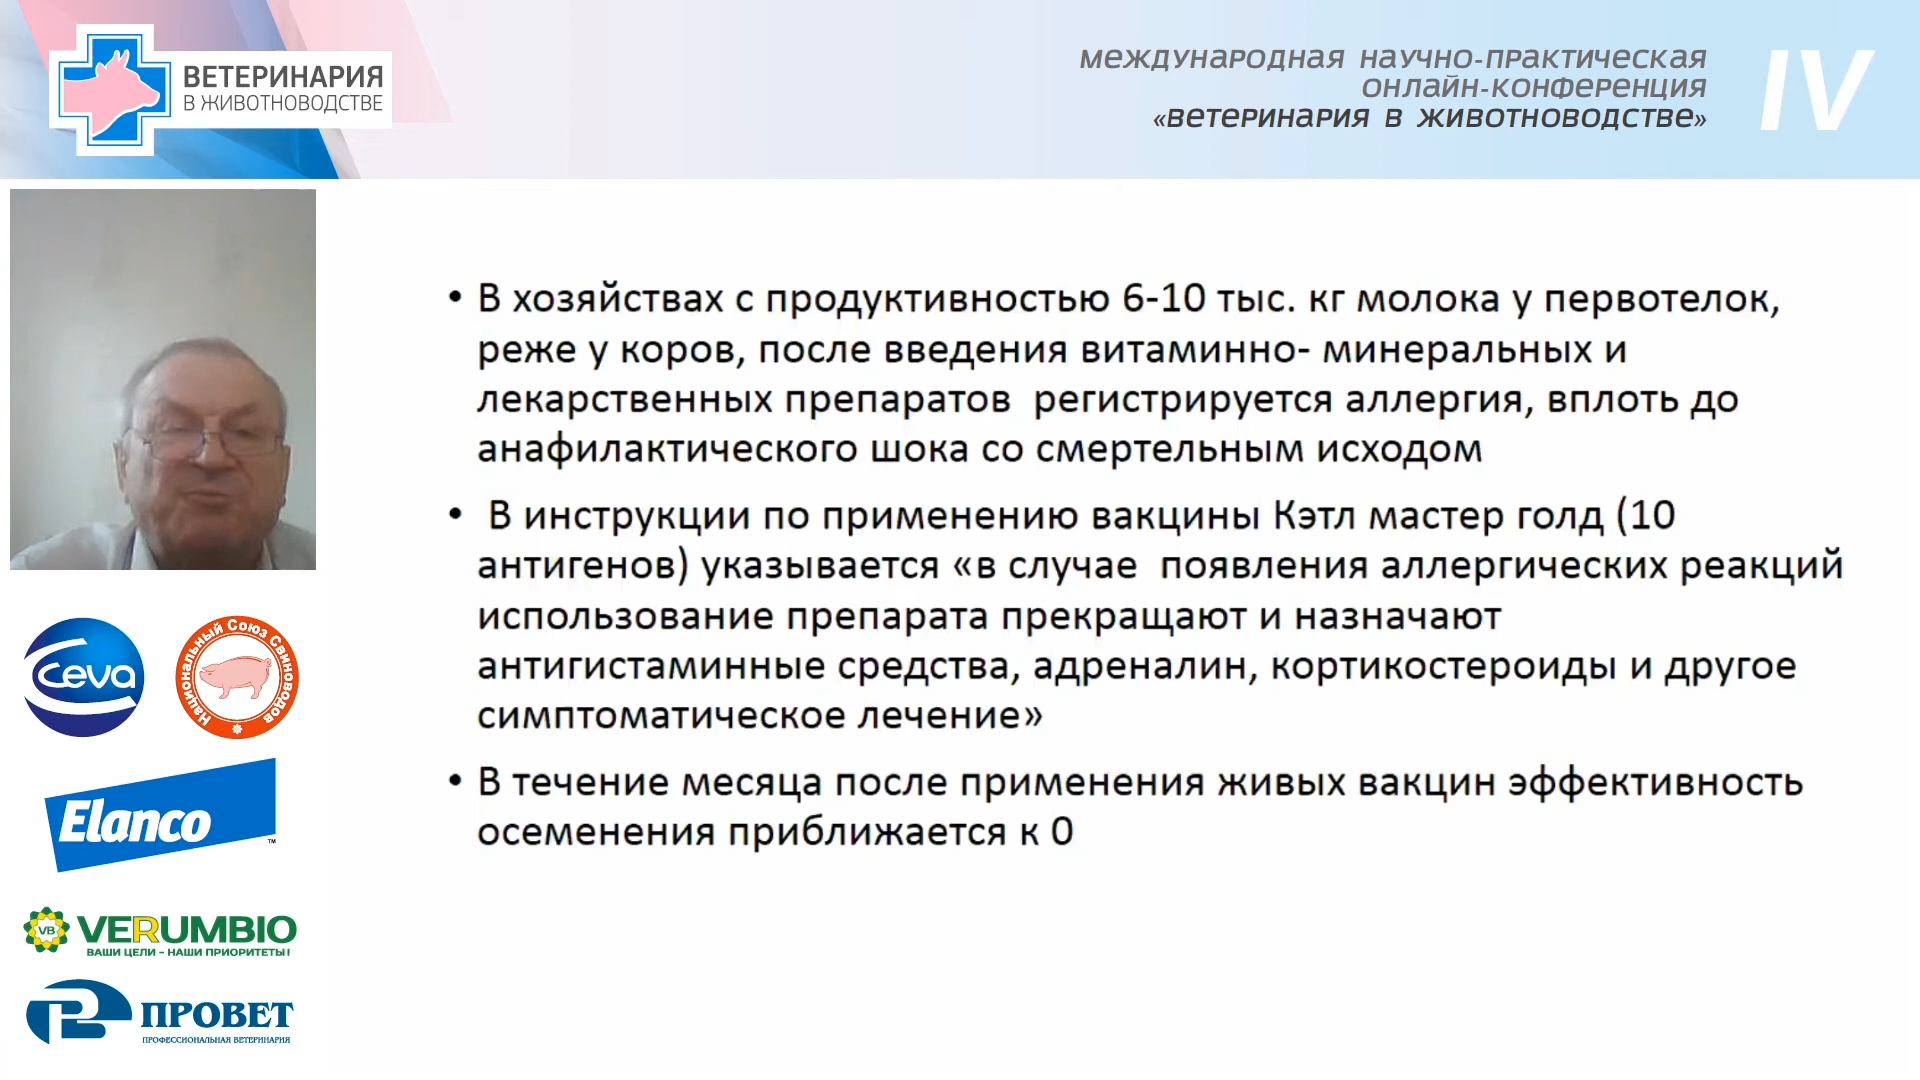 ВЕТЕРИНАРИЯ
В ЖИВОТНОВОДСТВЕ
МЕЖДУНАРОДНАЯ НАУЧНО-ПРАКТИЧЕСКАЯ
ОНЛАЙН-КОНФЕРЕНЦИЯ
«ВЕТЕРИНАРИЯ В ЖИВОТНОВОДСТВЕ»
IV
• В хозяйствах с продуктивностью 6-10 тыс. кг молока у первотелок,
реже у коров, после введения витаминно- минеральных и
лекарственных препаратов регистрируется аллергия, вплоть до
анафилактического шока со смертельным исходом
• В инструкции по применению вакцины Кэтл мастер голд (10
антигенов) указывается «в случае появления аллергических реакций
использование препарата прекращают и назначают
антигистаминные средства, адреналин, кортикостероиды и другое
симптоматическое лечение»
• В течение месяца после применения живых вакцин эффективность
осеменения приближается к 0
Ceva
Национальный Союз Свиноводов
Elanco
TM
VB
VERUMBIO
ВАШИ ЦЕЛИ – НАШИ ПРИОРИТЕТЫ!
ПРОВЕТ
ПРОФЕССИОНАЛЬНАЯ ВЕТЕРИНАРИЯ